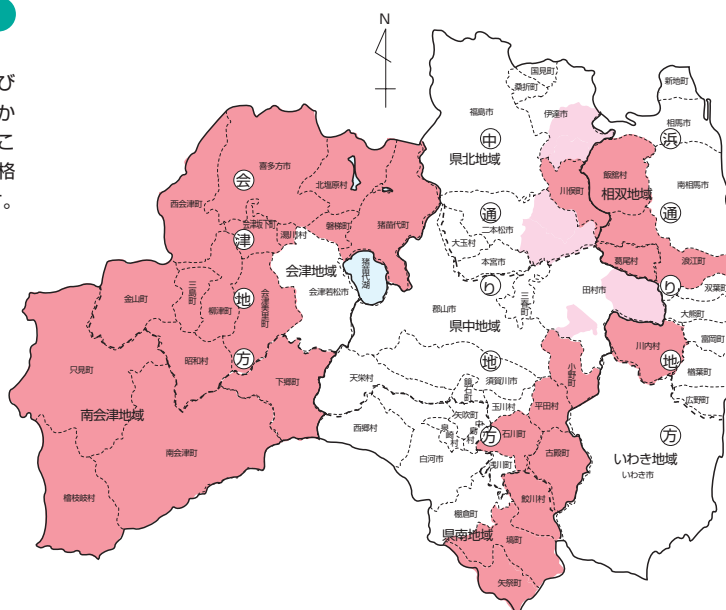 び
か
こ
格
す。
N
会津地方
中通り地方
浜通り地方
県北地域
相双地域
会津地域
県中地域
南会津地域
県南地域
いわき地域
国見町
桑折町
福島市
伊達市
新地町
相馬市
南相馬市
飯舘村
川俣町
喜多方市
北塩原村
西会津町
会津坂下町
湯川村
磐梯町
猪苗代町
猪苗代湖
会津若松市
大玉村
二本松市
本宮市
葛尾村
浪江町
双葉町
大熊町
富岡町
楢葉町
広野町
川内村
田村市
三春町
郡山市
金山町
三島町
柳津町
会津美里町
昭和村
只見町
下郷町
南会津町
檜枝岐村
天栄村
鏡石町
須賀川市
玉川村
平田村
小野町
西郷村
矢吹町
泉崎村
中島村
石川町
古殿町
白河市
浅川町
棚倉町
鮫川村
塙町
矢祭町
いわき市